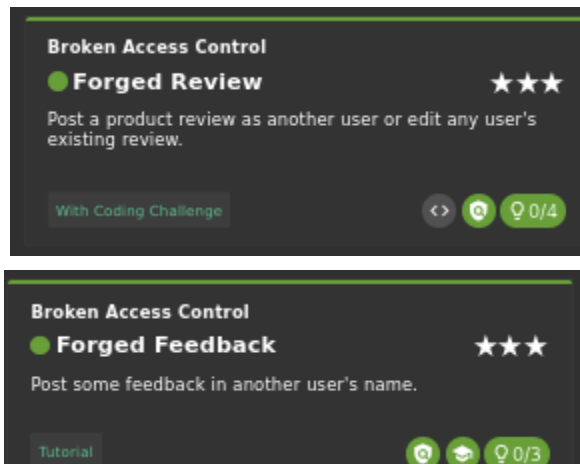 Broken Access Control
Forged Review
Post a product review as another user or edit any user's
existing review.
With Coding Challenge
<> 0/4
Broken Access Control
Forged Feedback
Post some feedback in another user's name.
Tutorial
0/3